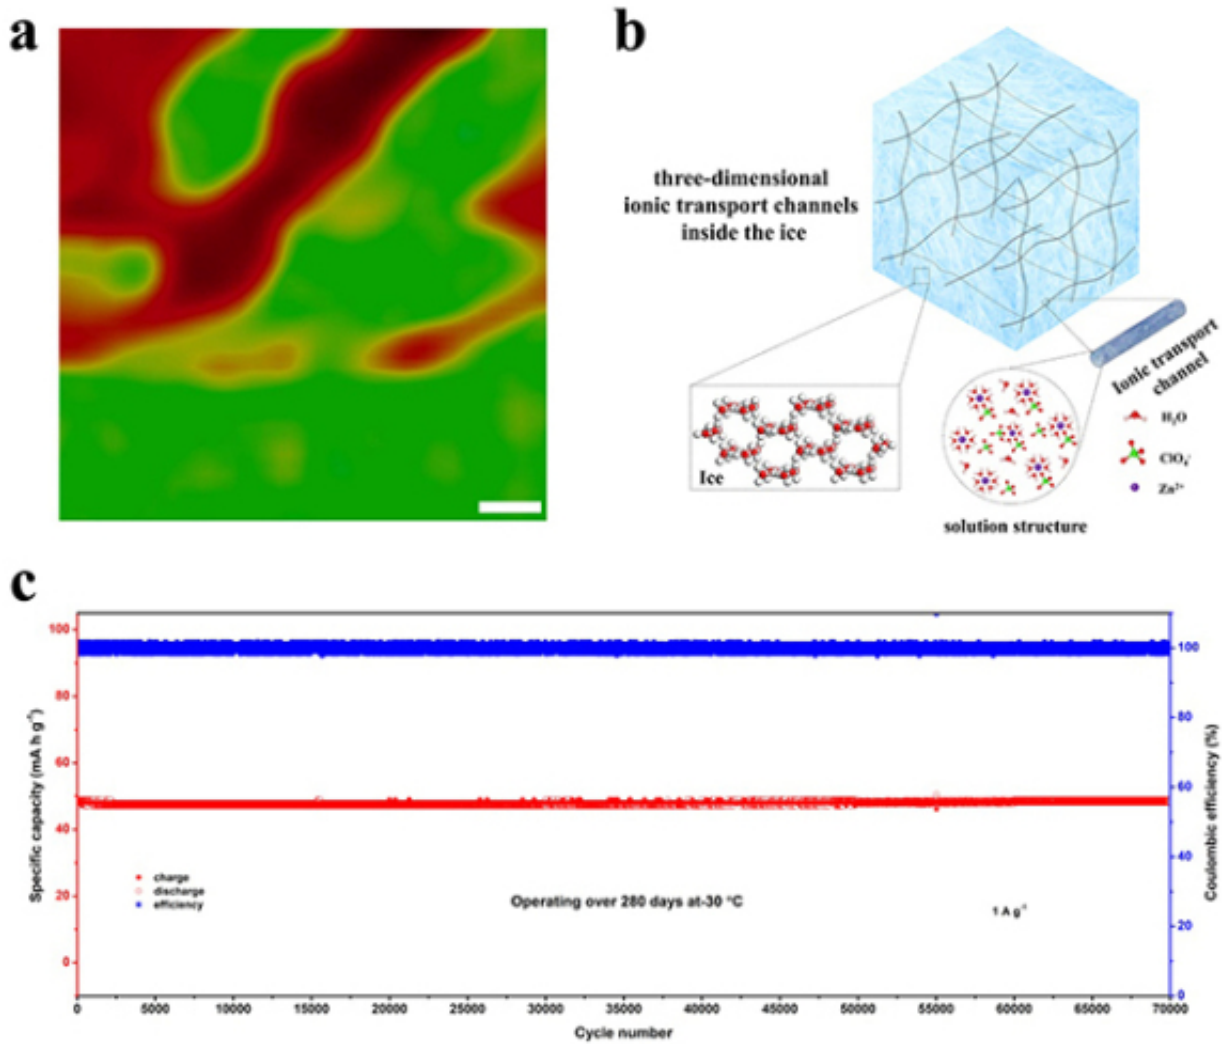 a
b
three-dimensional
ionic transport channels
inside the ice
Ionic transport
channel
H₂O
ClO₄⁻
Zn²⁺
Ice
solution structure
c
Specific capacity (mA h g⁻¹)
100
80
60
40
20
0
charge
discharge
efficiency
Operating over 280 days at-30 °C
1 A g⁻¹
100
80
60
40
20
0
Coulombic efficiency (%)
0 5000 10000 15000 20000 25000 30000 35000 40000 45000 50000 55000 60000 65000 70000
Cycle number